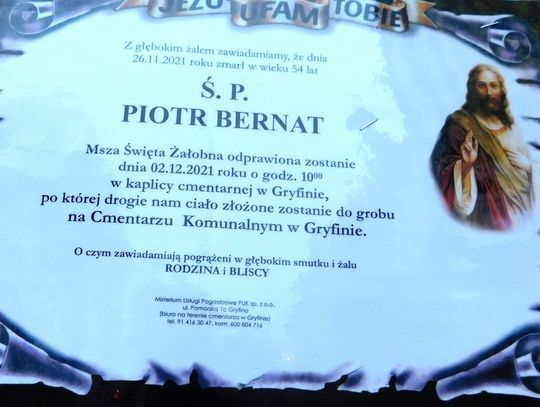 JEZU UFAM TOBIE
Z głębokim żalem zawiadamiamy, że dnia
26.11.2021 roku zmarł w wieku 54 lat
Ś. P.
PIOTR BERNAT
Msza Święta Żałobna odprawiona zostanie
dnia 02.12.2021 roku o godz. 10⁰⁰
w kaplicy cmentarnej w Gryfinie,
po której drogie nam ciało złożone zostanie do grobu
na Cmentarzu Komunalnym w Gryfinie.
O czym zawiadamiają pogrążeni w głębokim smutku i żalu
RODZINA i BLISCY
Misterium Usługi Pogrzebowe PUK sp. z o.o.,
ul. Pomorska 1c Gryfino
(biuro na terenie cmentarza w Gryfinie)
tel. 91 416 30 47, kom. 600 804 716